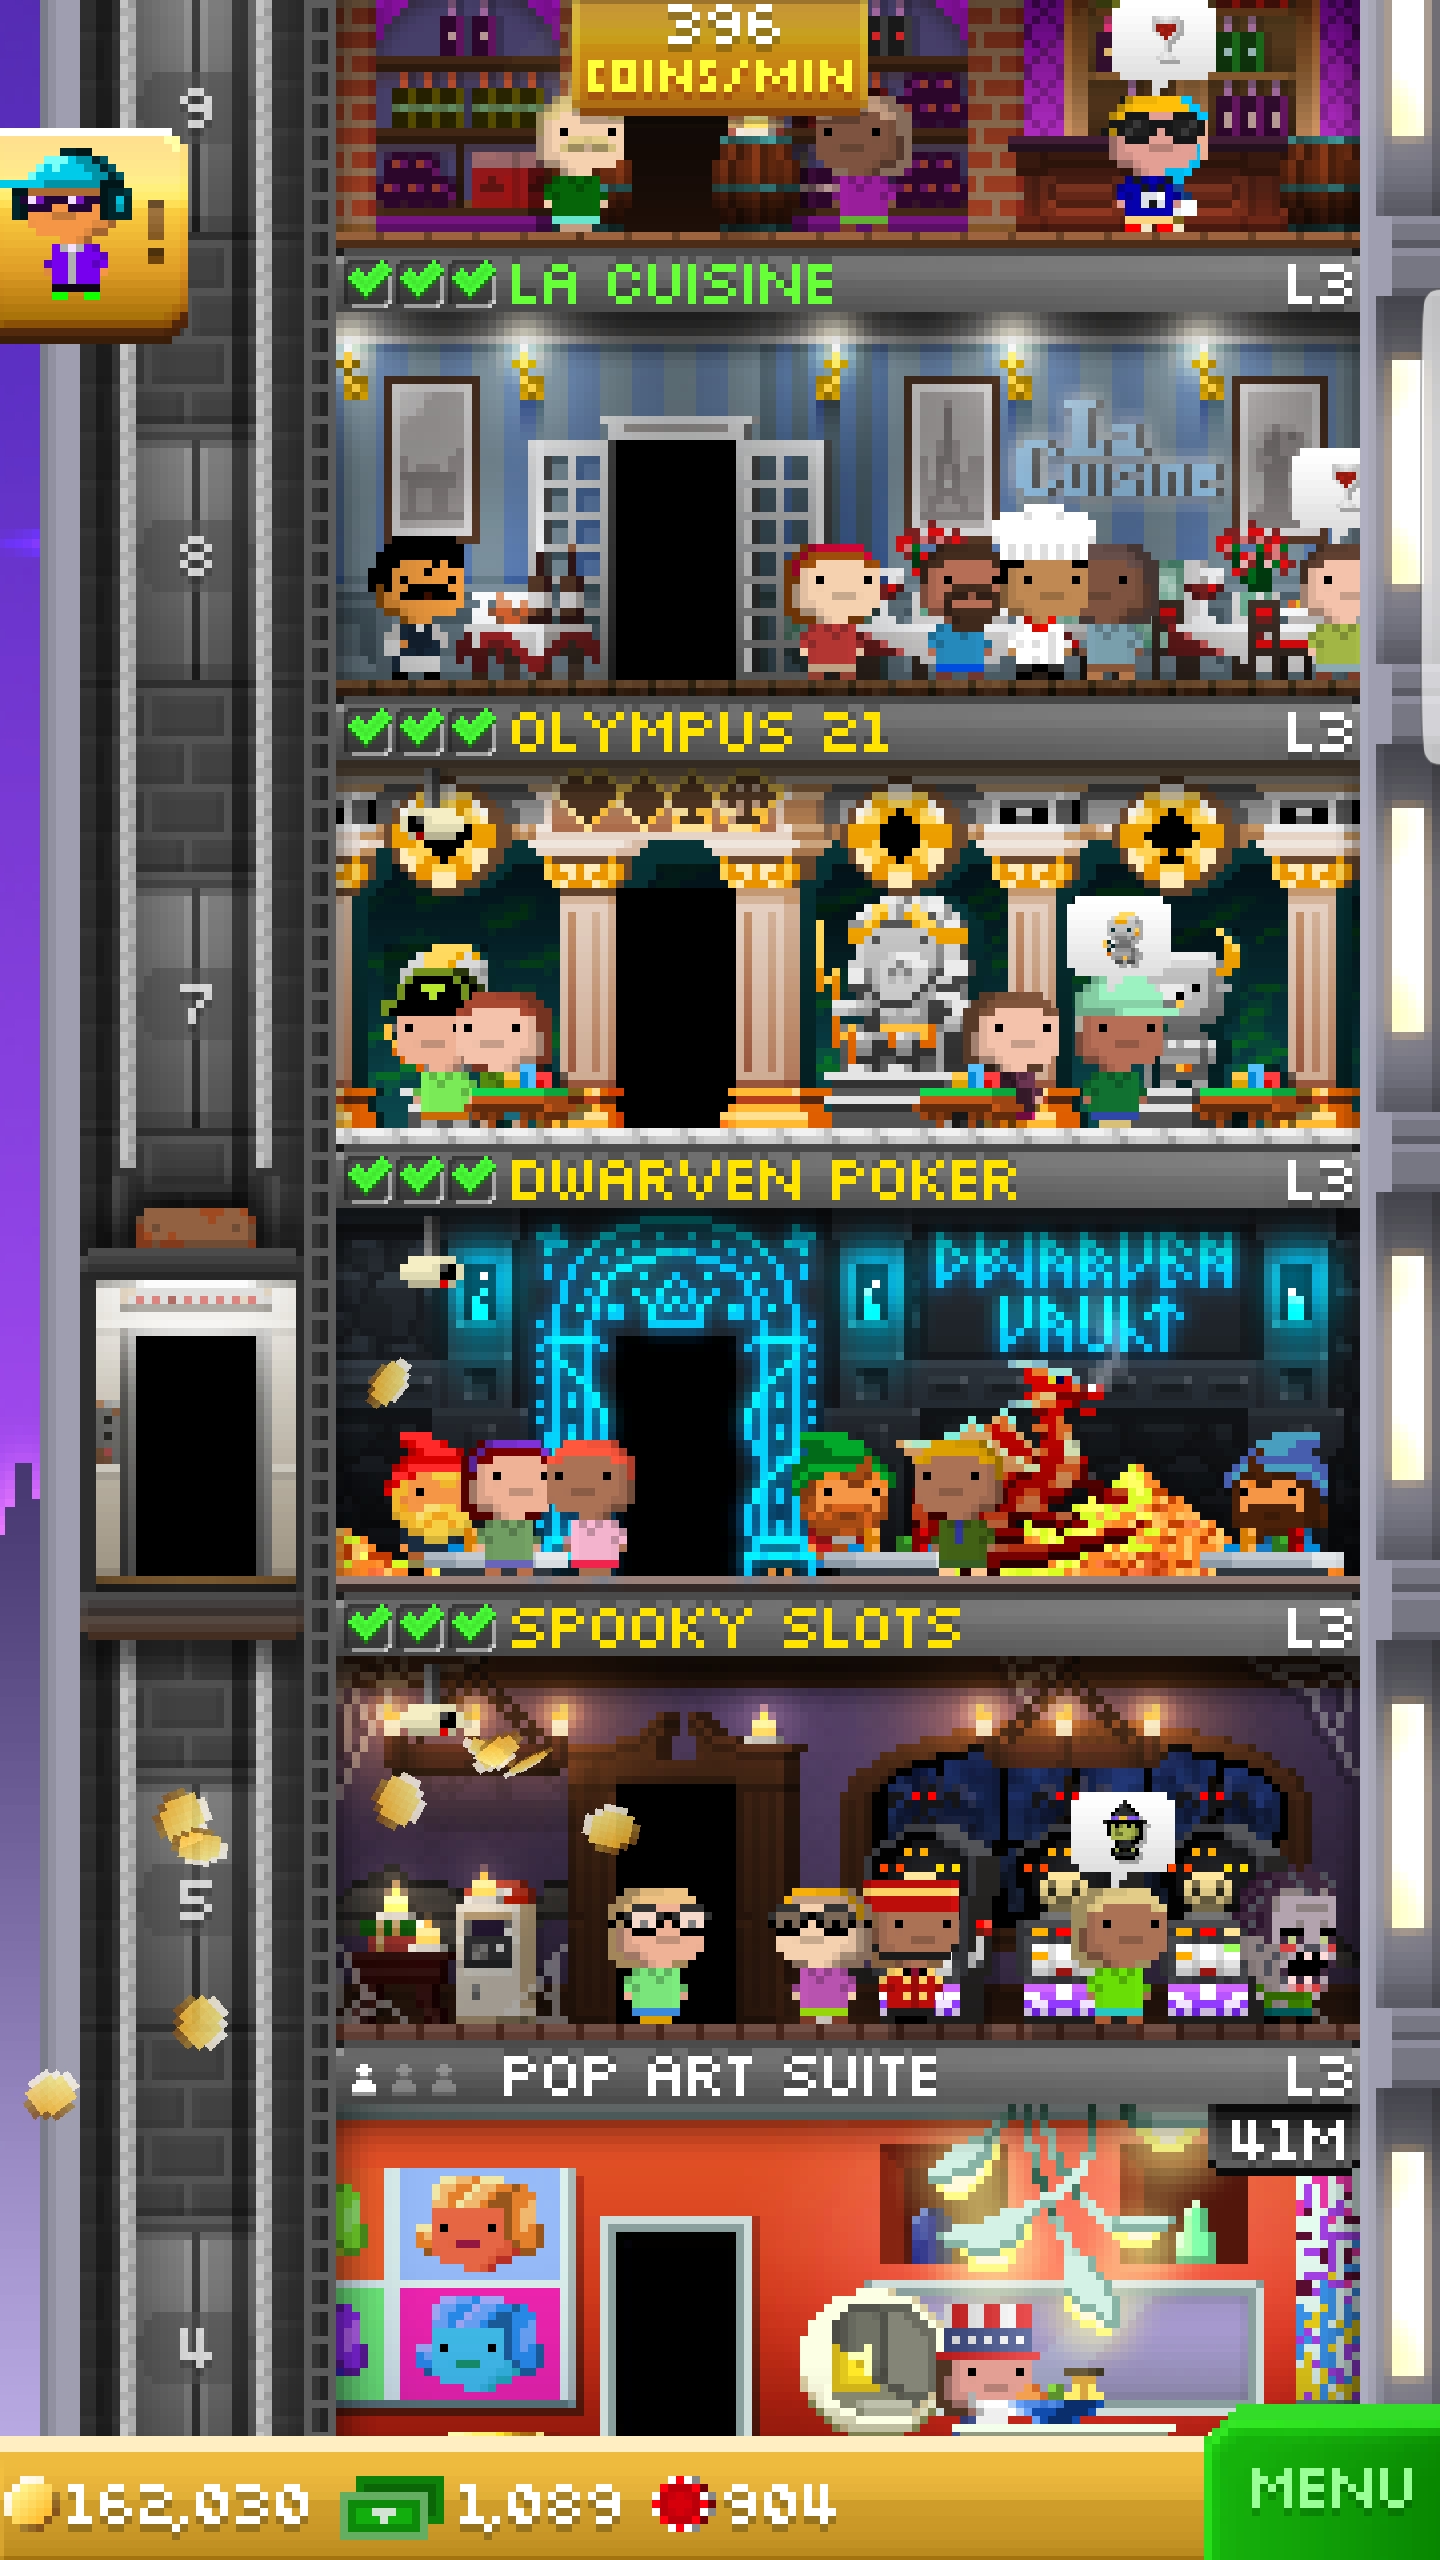 396
COINS/MIN
9
!
LA CUISINE L3
La
Cuisine
8
OLYMPUS 21 L3
7
DWARVEN POKER L3
DWARVEN
VAULT
SPOOKY SLOTS L3
5
POP ART SUITE L3
41M
4
162,030 1,089 904
MENU